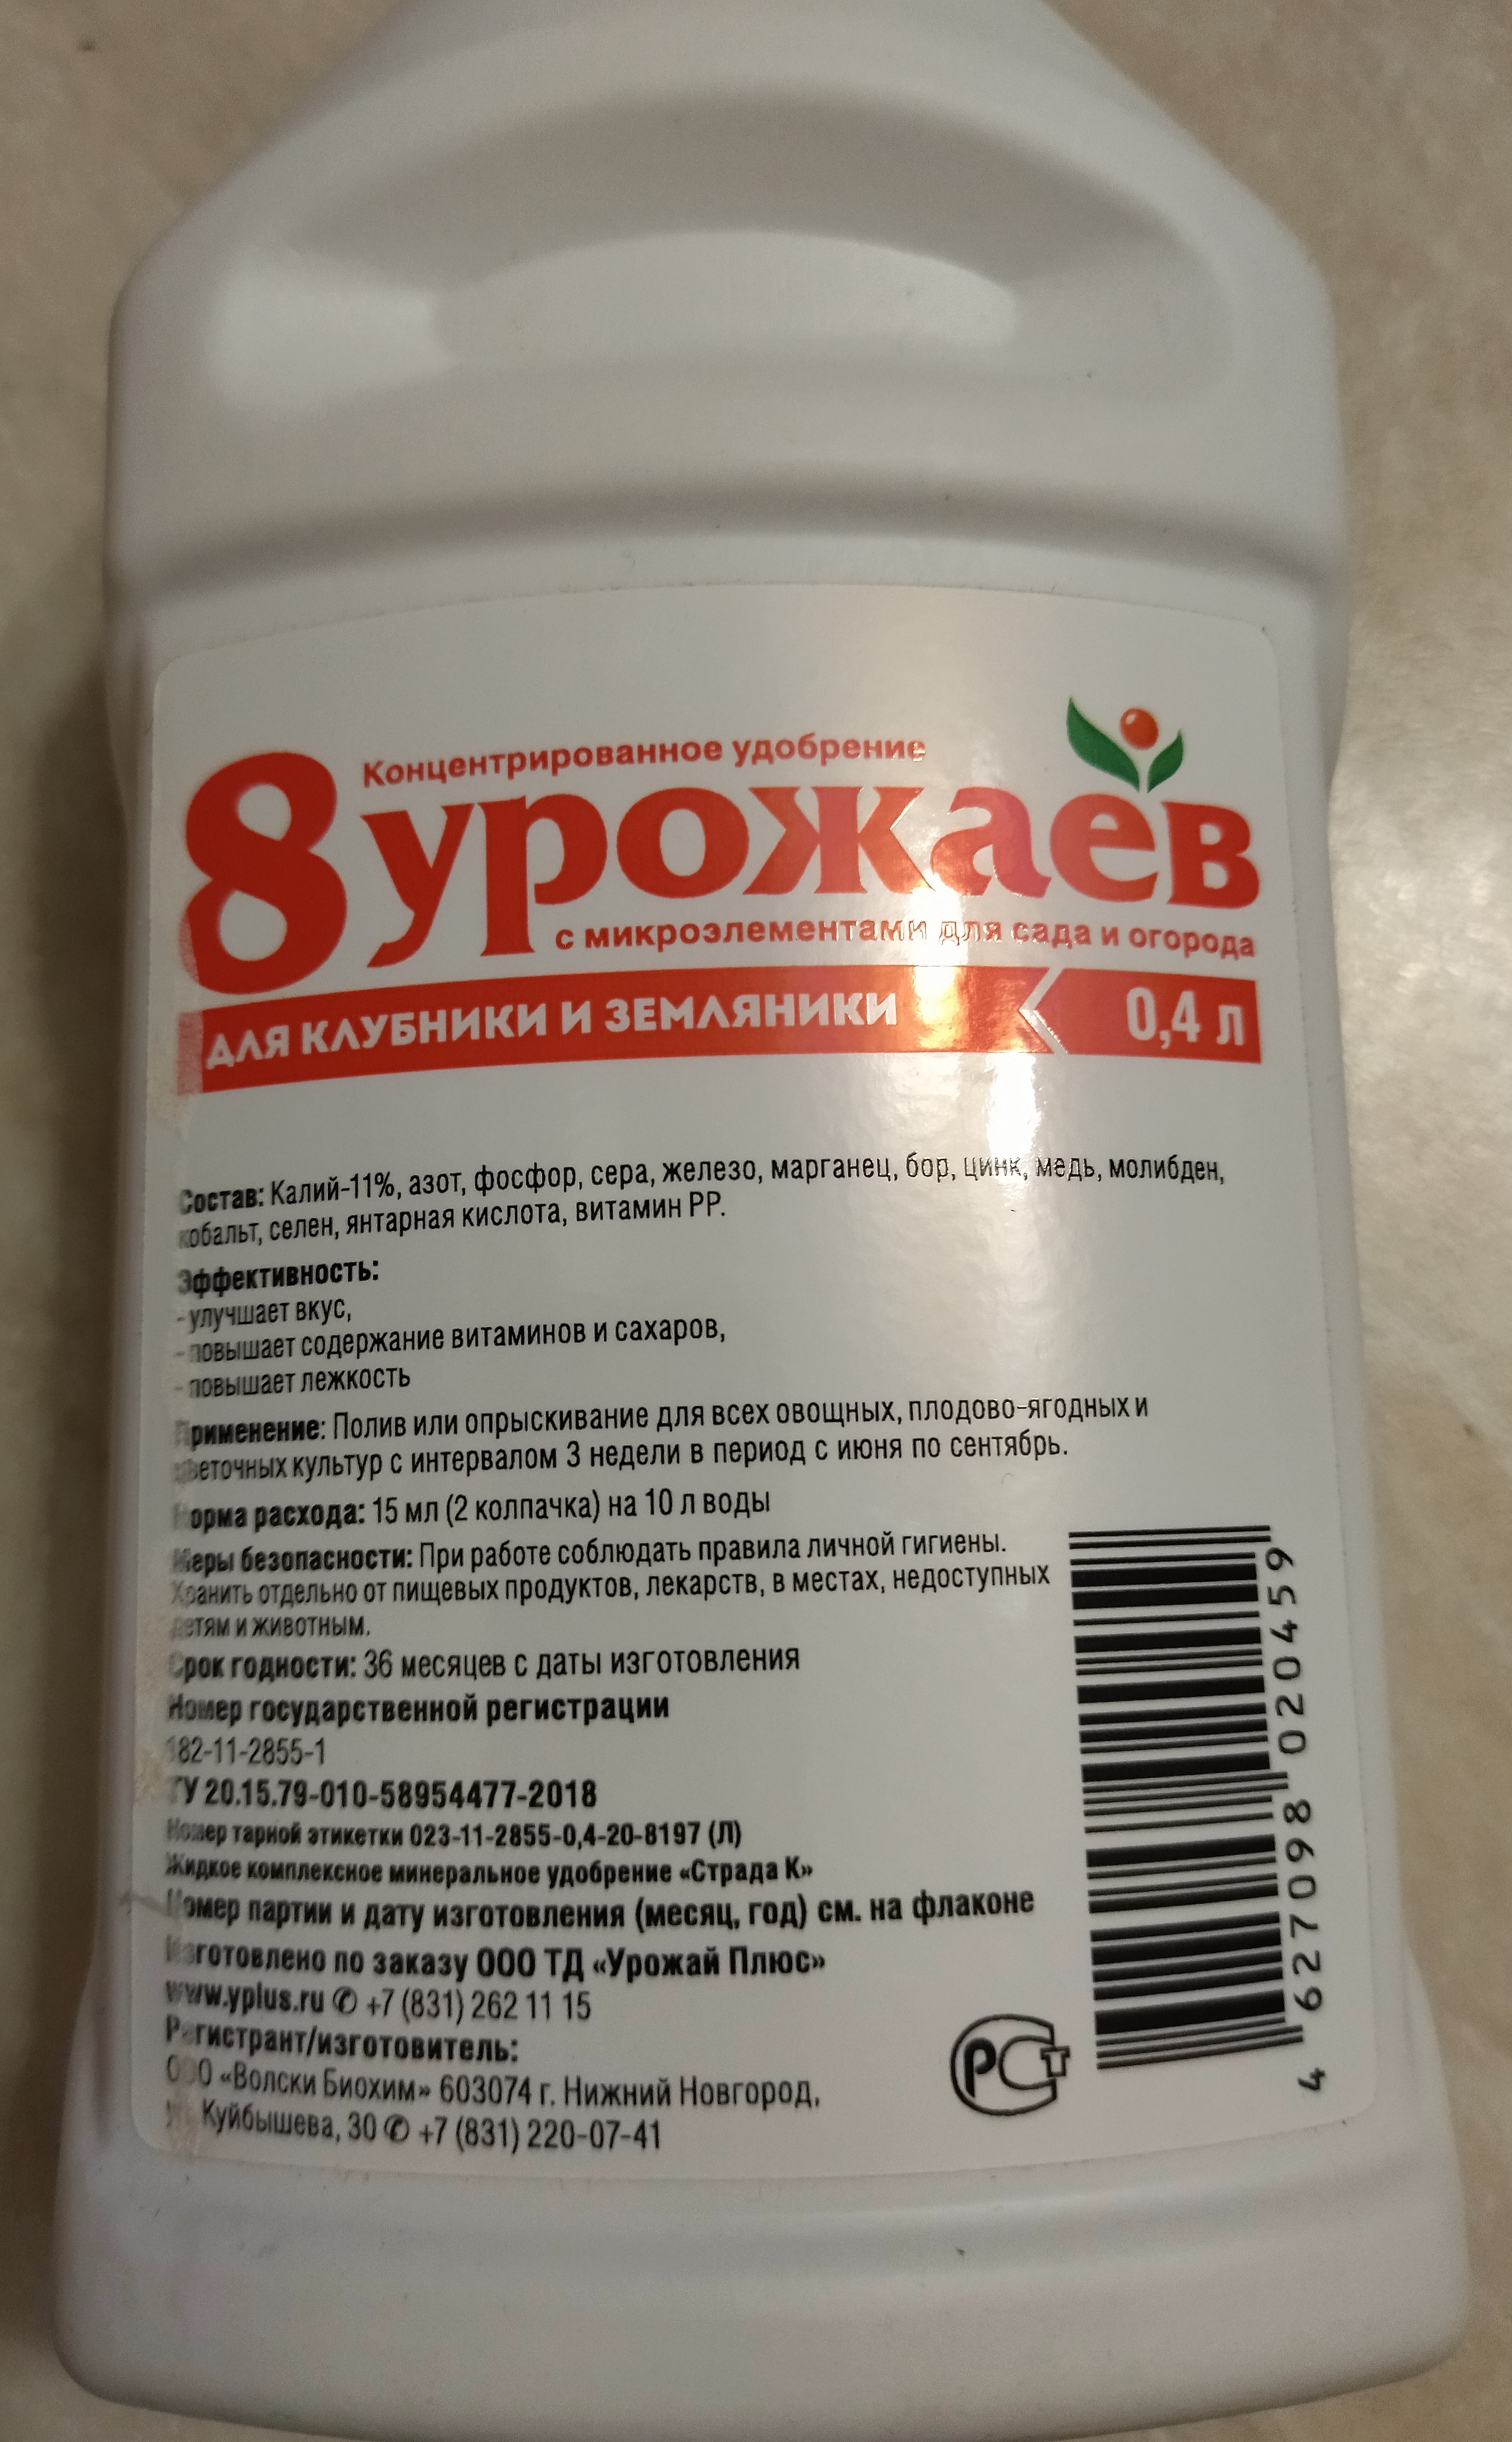 Концентрированное удобрение
8 урожаев
с микроэлементами для сада и огорода
ДЛЯ КЛУБНИКИ И ЗЕМЛЯНИКИ 0,4 л
Состав: Калий-11%, азот, фосфор, сера, железо, марганец, бор, цинк, медь, молибден,
кобальт, селен, янтарная кислота, витамин РР.
Эффективность:
- улучшает вкус,
- повышает содержание витаминов и сахаров,
- повышает лежкость
Применение: Полив или опрыскивание для всех овощных, плодово-ягодных и
цветочных культур с интервалом 3 недели в период с июня по сентябрь.
Норма расхода: 15 мл (2 колпачка) на 10 л воды
Меры безопасности: При работе соблюдать правила личной гигиены.
Хранить отдельно от пищевых продуктов, лекарств, в местах, недоступных
детям и животным.
Срок годности: 36 месяцев с даты изготовления
Номер государственной регистрации
182-11-2855-1
ТУ 20.15.79-010-58954477-2018
Номер тарной этикетки 023-11-2855-0,4-20-8197 (Л)
Жидкое комплексное минеральное удобрение «Страда К»
Номер партии и дату изготовления (месяц, год) см. на флаконе
Изготовлено по заказу ООО ТД «Урожай Плюс»
www.yplus.ru ✆ +7 (831) 262 11 15
Регистрант/изготовитель:
ООО «Волски Биохим» 603074 г. Нижний Новгород,
ул. Куйбышева, 30 ✆ +7 (831) 220-07-41
РСТ
4 627098 020459